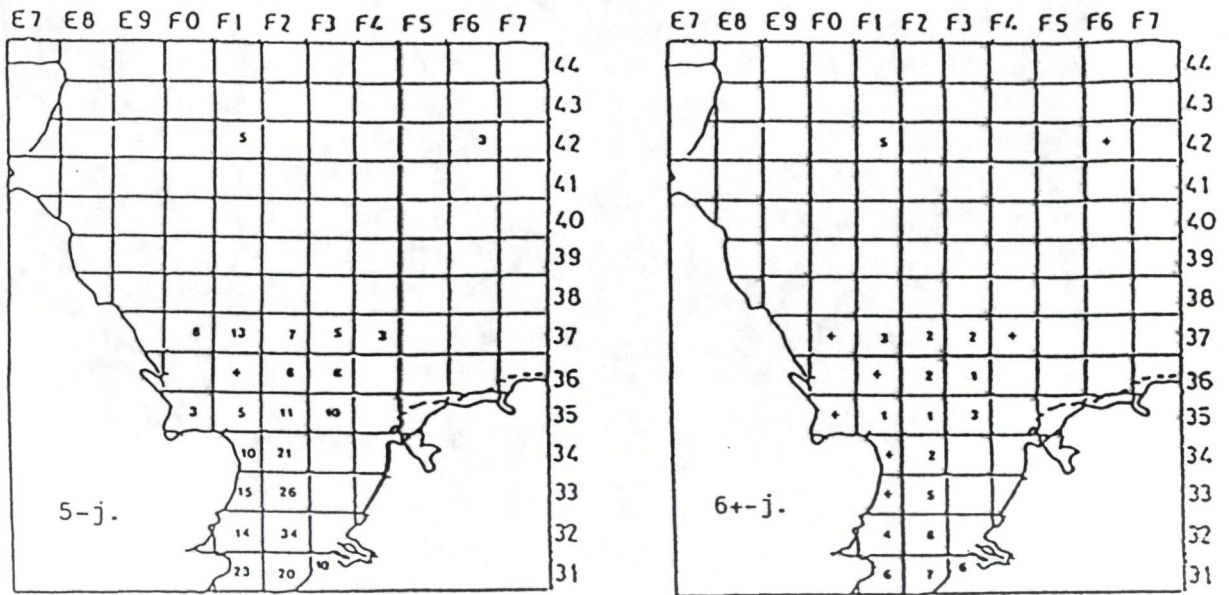 E7 E8 E9 F0 F1 F2 F3 F4 F5 F6 F7
44
43
5 3 42
41
40
39
38
13 7 5 3 37
+ 36
3 5 11 10 35
10 21 34
15 26 33
5-j.
14 34 32
23 20 10 31
E8 E9 F0 F1 F2 F3 F4 F5 F6 F7
44
43
5 + 42
41
40
39
38
+ 3 2 2 + 37
+ 2 1 36
+ 1 1 3 35
+ 2 34
+ 5 33
6+-j.
4 32
6 7 6 31